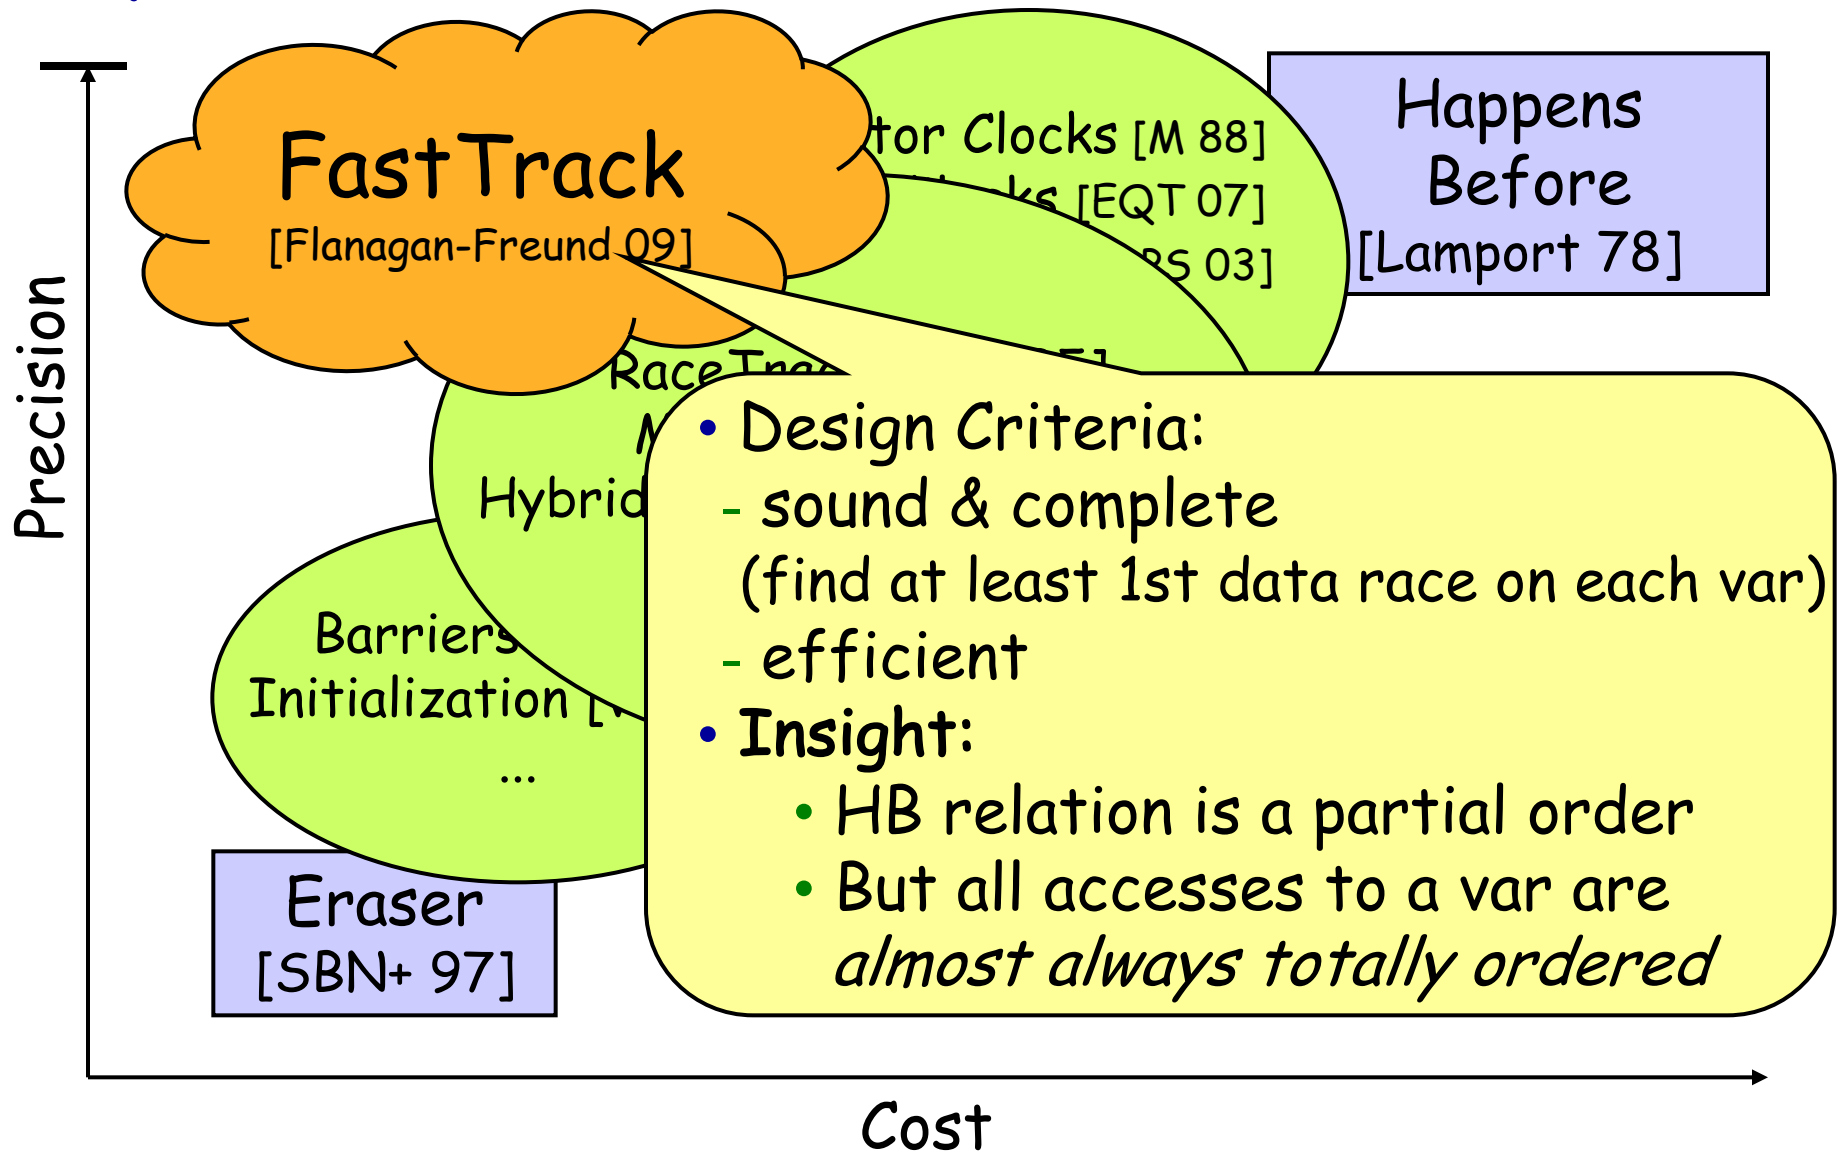 FastTrack
[Flanagan-Freund 09]
Clocks [M 88]
[EQT 07]
03]
Happens
Before
[Lamport 78]
Precision
Hybrid
Barriers
Initialization
...
Eraser
[SBN+ 97]
• Design Criteria:
- sound & complete
(find at least 1st data race on each var)
- efficient
• Insight:
• HB relation is a partial order
• But all accesses to a var are
almost always totally ordered
Cost